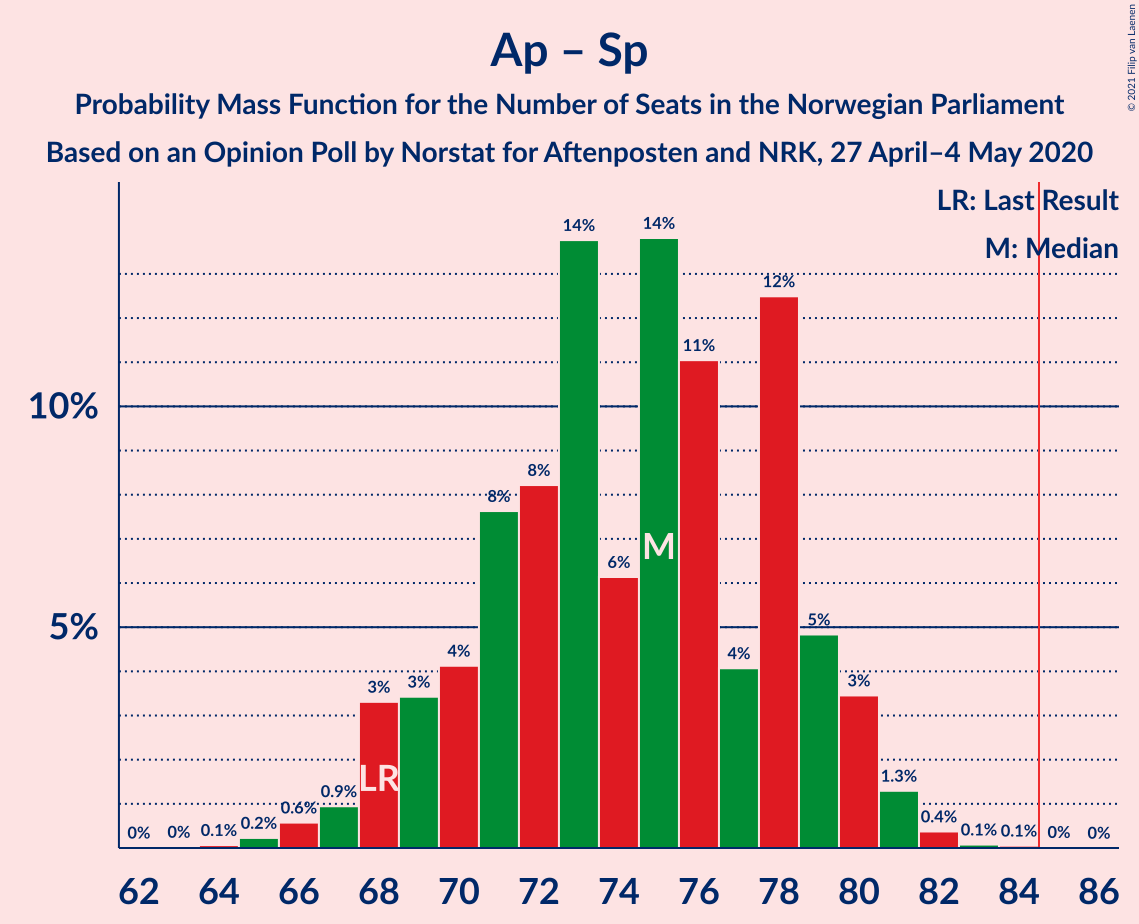 Ap – Sp
Probability Mass Function for the Number of Seats in the Norwegian Parliament
Based on an Opinion Poll by Norstat for Aftenposten and NRK, 27 April–4 May 2020
© 2021 Filip van Laenen
LR: Last Result
M: Median
14% 14%
12%
11%
10%
8% 8%
6%
M
5%
5%
4% 4%
3% 3% 3%
LR
0% 0% 0.1% 0.2% 0.6% 0.9% 1.3% 0.4% 0.1% 0.1% 0% 0%
62 64 66 68 70 72 74 76 78 80 82 84 86